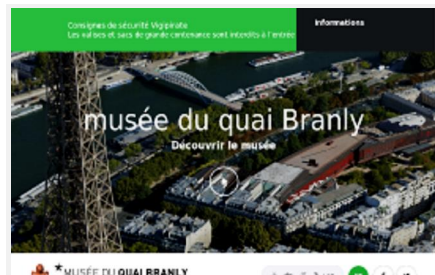 Consignes de sécurité Vigipirate
Les valises et sacs de grande contenance sont interdits à l'entrée
Informations
musée du quai Branly
Découvrir le musée
MUSÉE DU QUAI BRANLY